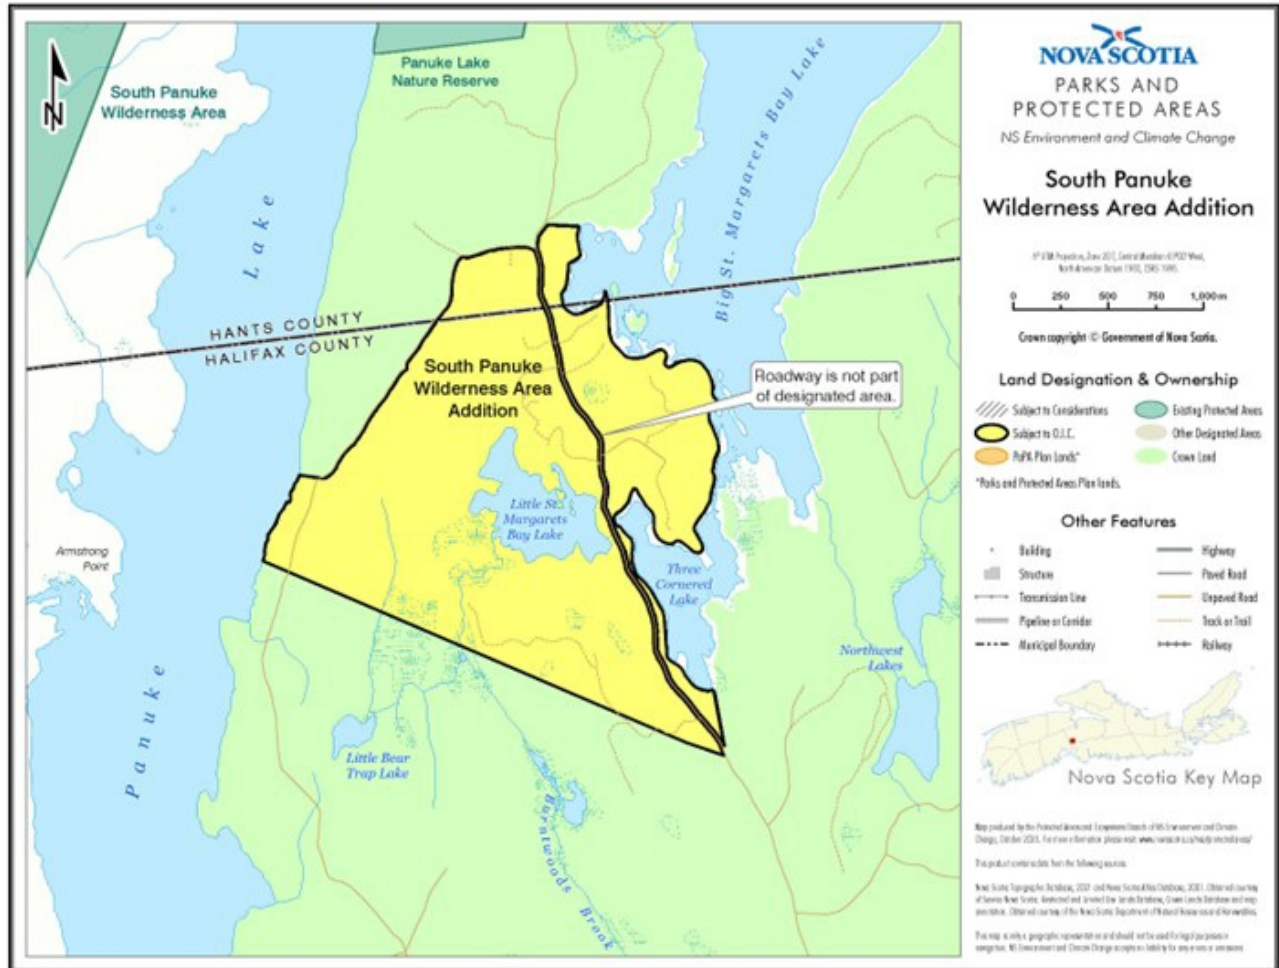 N
South Panuke
Wilderness Area
Panuke Lake
Nature Reserve
Big St. Margarets Bay Lake
Lake
HANTS COUNTY
HALIFAX COUNTY
South Panuke
Wilderness Area
Addition
Roadway is not part
of designated area.
Little St.
Margarets
Bay Lake
Armstrong
Point
Three
Cornered
Lake
Northwest
Lakes
Panuke
Little Bear
Trap Lake
Burntwoods Brook
NOVA SCOTIA
PARKS AND
PROTECTED AREAS
NS Environment and Climate Change
South Panuke
Wilderness Area Addition
0 250 500 750 1,000 m
Crown copyright © Government of Nova Scotia.
Land Designation & Ownership
Subject to Considerations
Existing Protected Areas
Subject to O.I.C.
Other Designated Areas
PaPA Plan Lands*
Crown Land
*Parks and Protected Areas Plan lands.
Other Features
Building
Highway
Structure
Paved Road
Transmission Line
Unpaved Road
Pipeline or Corridor
Track or Trail
Municipal Boundary
Railway
Nova Scotia Key Map